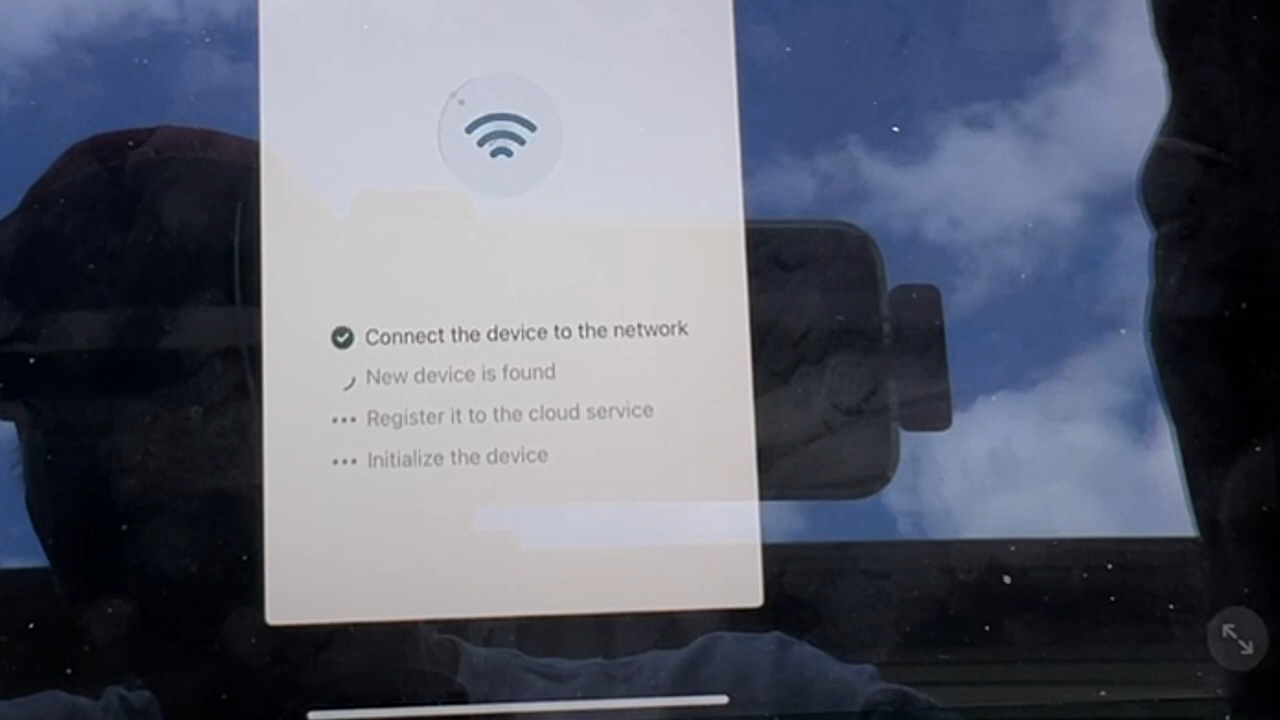 Connect the device to the network
New device is found
Register it to the cloud service
Initialize the device